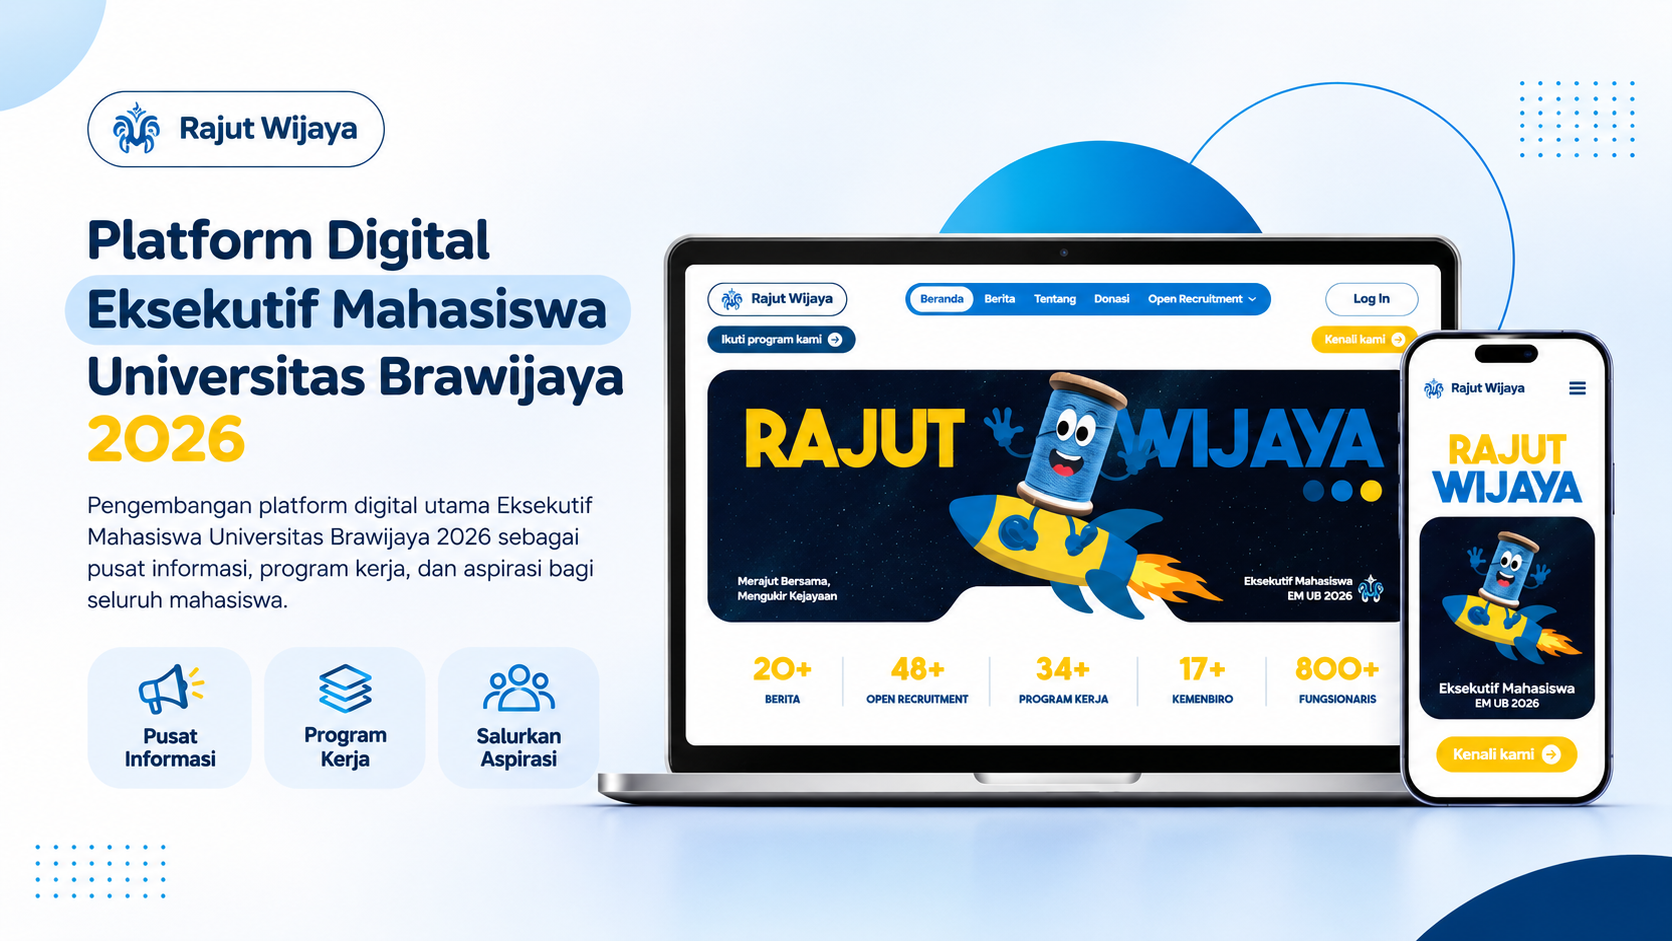 Rajut Wijaya
Platform Digital
Eksekutif Mahasiswa
Universitas Brawijaya
2026
Pengembangan platform digital utama Eksekutif
Mahasiswa Universitas Brawijaya 2026 sebagai
pusat informasi, program kerja, dan aspirasi bagi
seluruh mahasiswa.
Pusat
Informasi
Program
Kerja
Salurkan
Aspirasi
Rajut Wijaya
Beranda Berita Tentang Donasi Open Recruitment
Log In
Ikuti program kami
Kenali kami
RAJUT WIJAYA
Merajut Bersama,
Mengukir Kejayaan
Eksekutif Mahasiswa
EM UB 2026
20+ 48+ 34+ 17+ 800+
BERITA OPEN RECRUITMENT PROGRAM KERJA KEMENBIRO FUNGSIONARIS
Rajut Wijaya
RAJUT
WIJAYA
Eksekutif Mahasiswa
EM UB 2026
Kenali kami